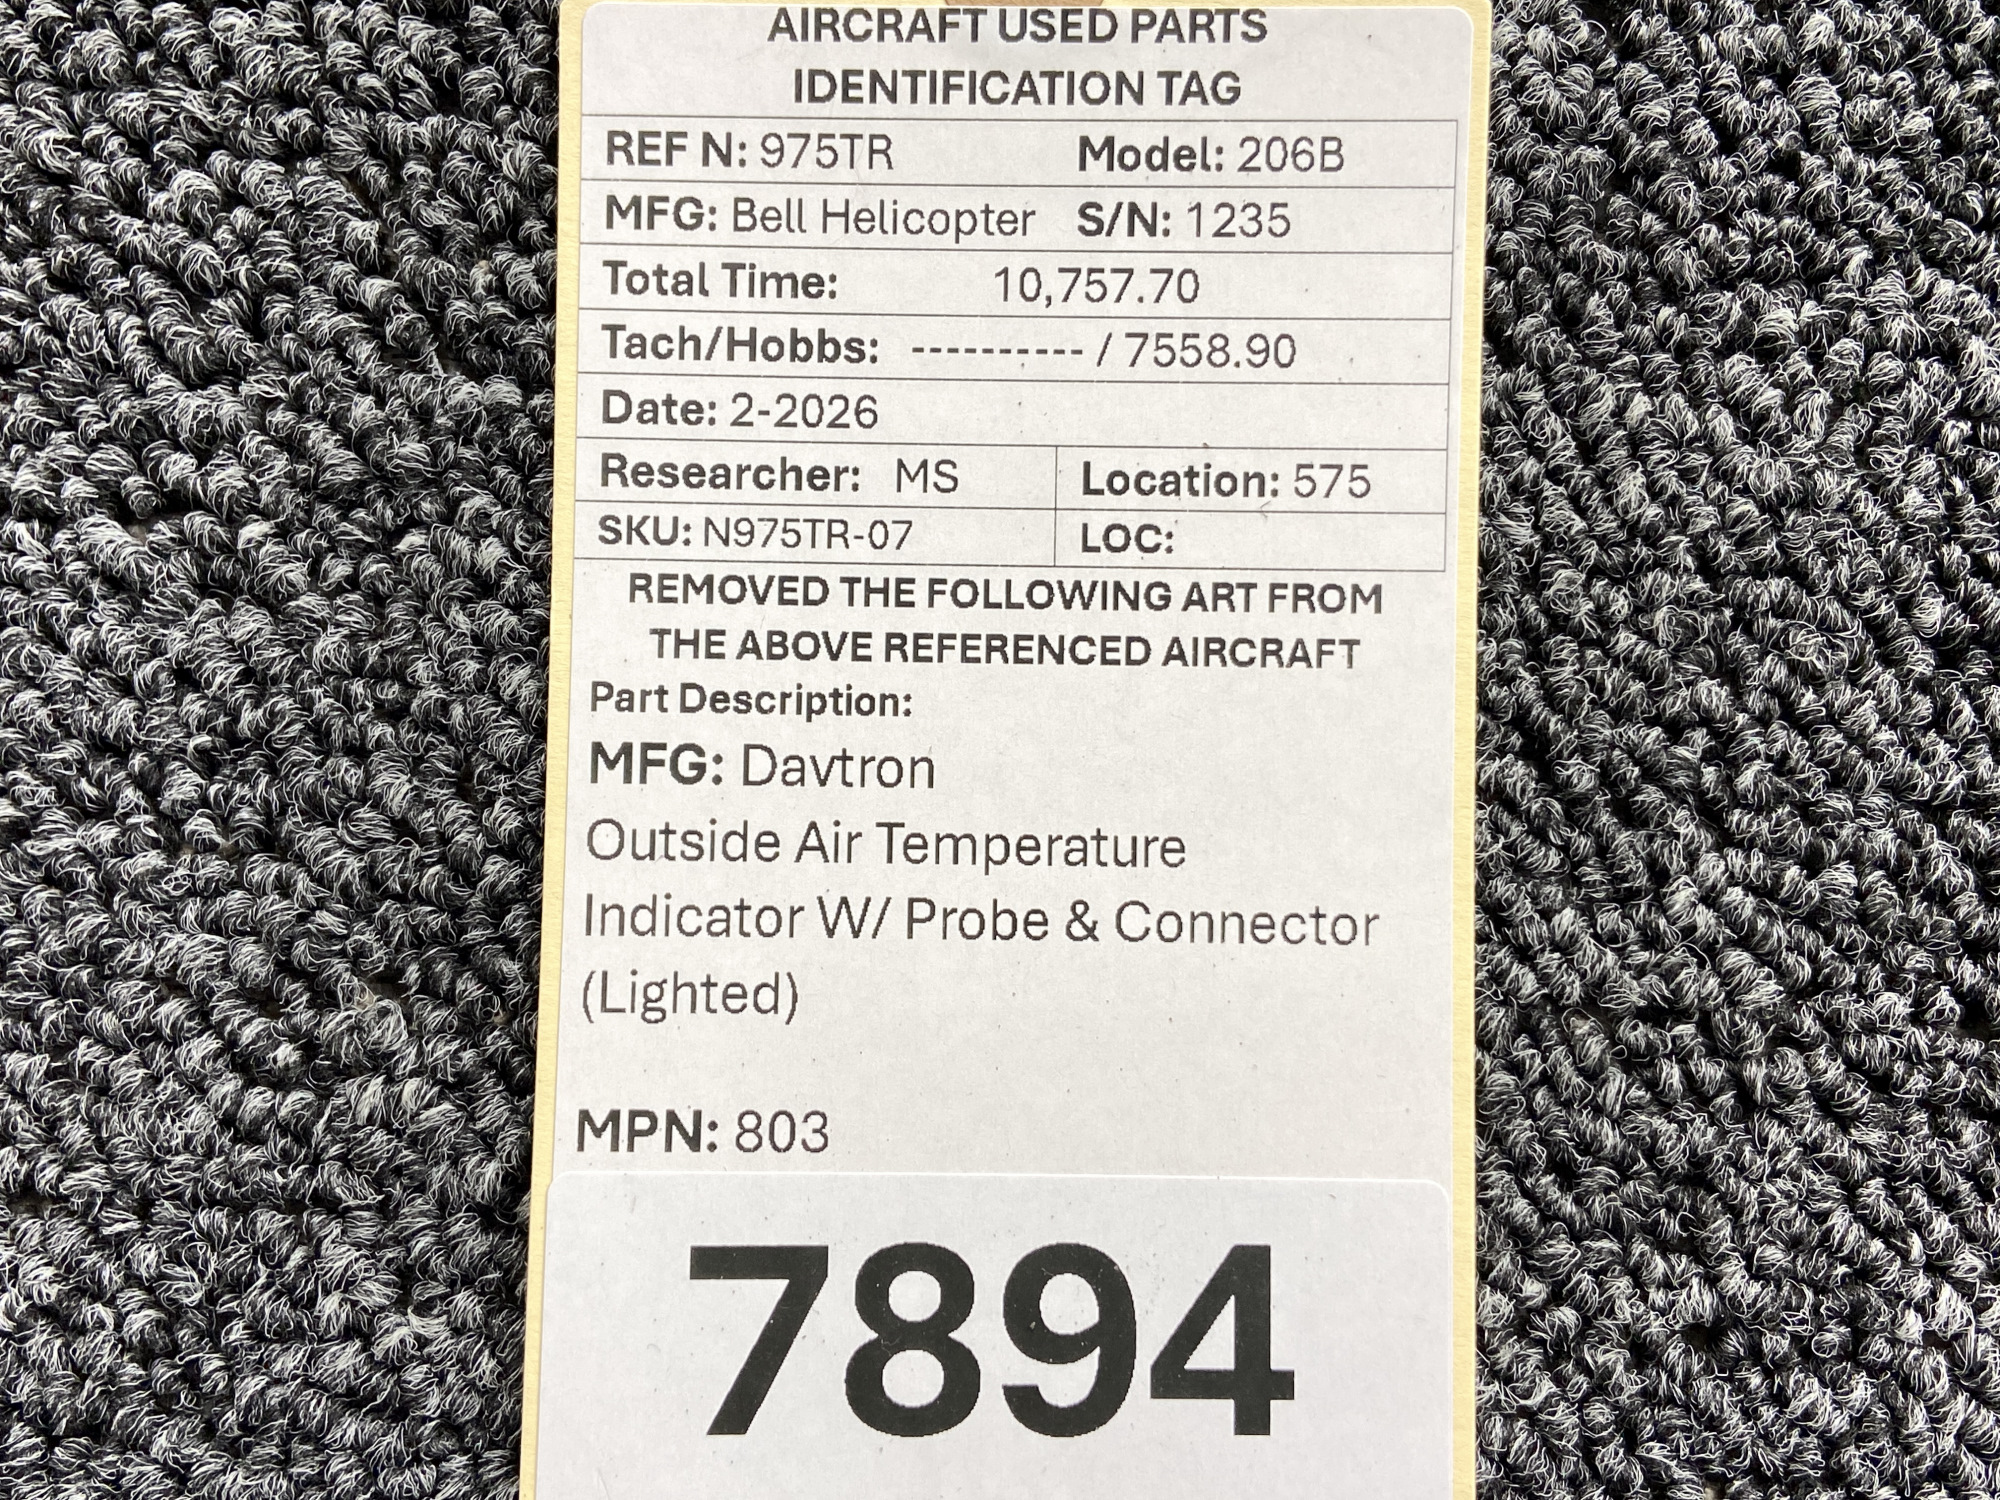 AIRCRAFT USED PARTS
IDENTIFICATION TAG
REF N: 975TR Model: 206B
MFG: Bell Helicopter S/N: 1235
Total Time: 10,757.70
Tach/Hobbs: ---------- / 7558.90
Date: 2-2026
Researcher: MS Location: 575
SKU: N975TR-07 LOC:
REMOVED THE FOLLOWING ART FROM
THE ABOVE REFERENCED AIRCRAFT
Part Description:
MFG: Davtron
Outside Air Temperature
Indicator W/ Probe & Connector
(Lighted)
MPN: 803
7894